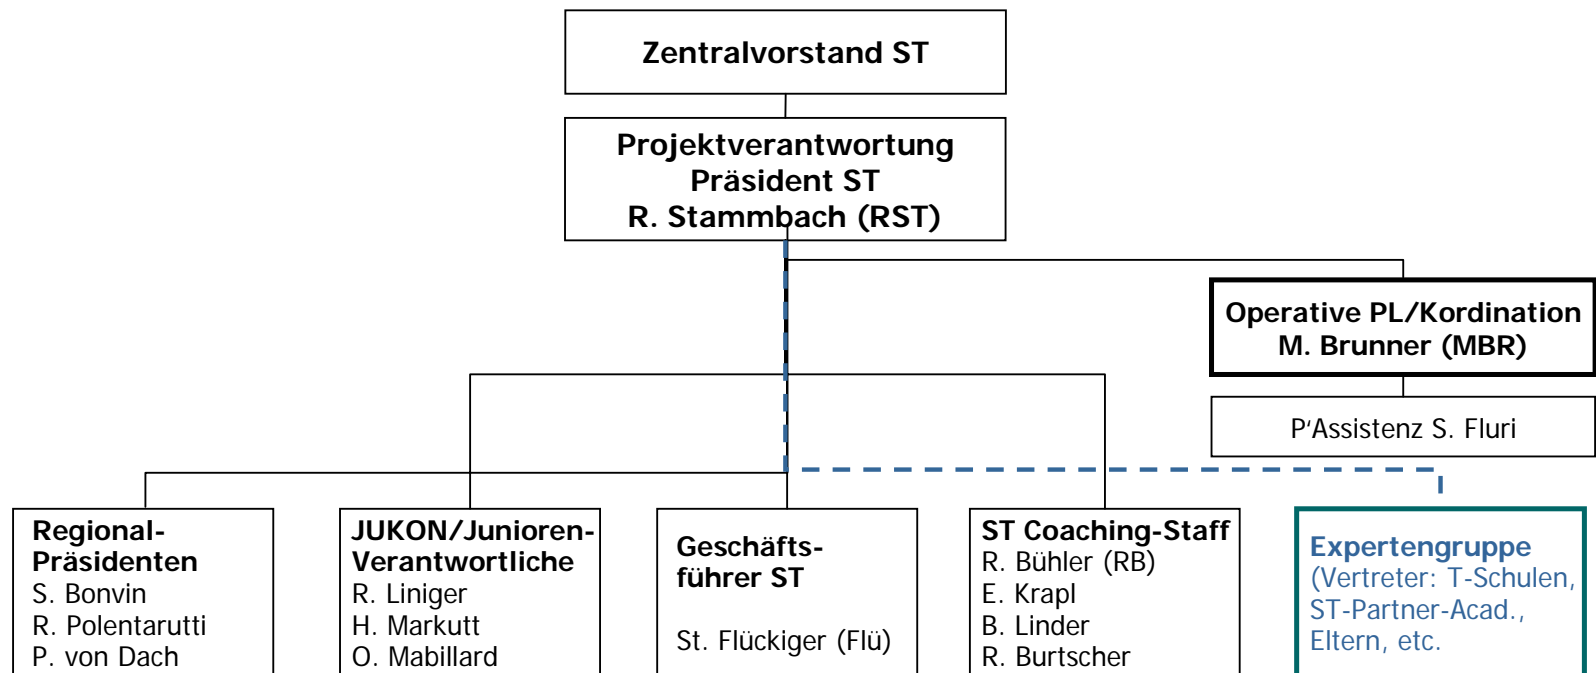 Zentralvorstand ST
Projektverantwortung
Präsident ST
R. Stammbach (RST)
Operative PL/Kordination
M. Brunner (MBR)
P‘Assistenz S. Fluri
Regional-
Präsidenten
S. Bonvin
R. Polentarutti
P. von Dach
JUKON/Junioren-
Verantwortliche
R. Liniger
H. Markutt
O. Mabillard
Geschäfts-
führer ST
St. Flückiger (Flü)
ST Coaching-Staff
R. Bühler (RB)
E. Krapl
B. Linder
R. Burtscher
Expertengruppe
(Vertreter: T-Schulen,
ST-Partner-Acad.,
Eltern, etc.